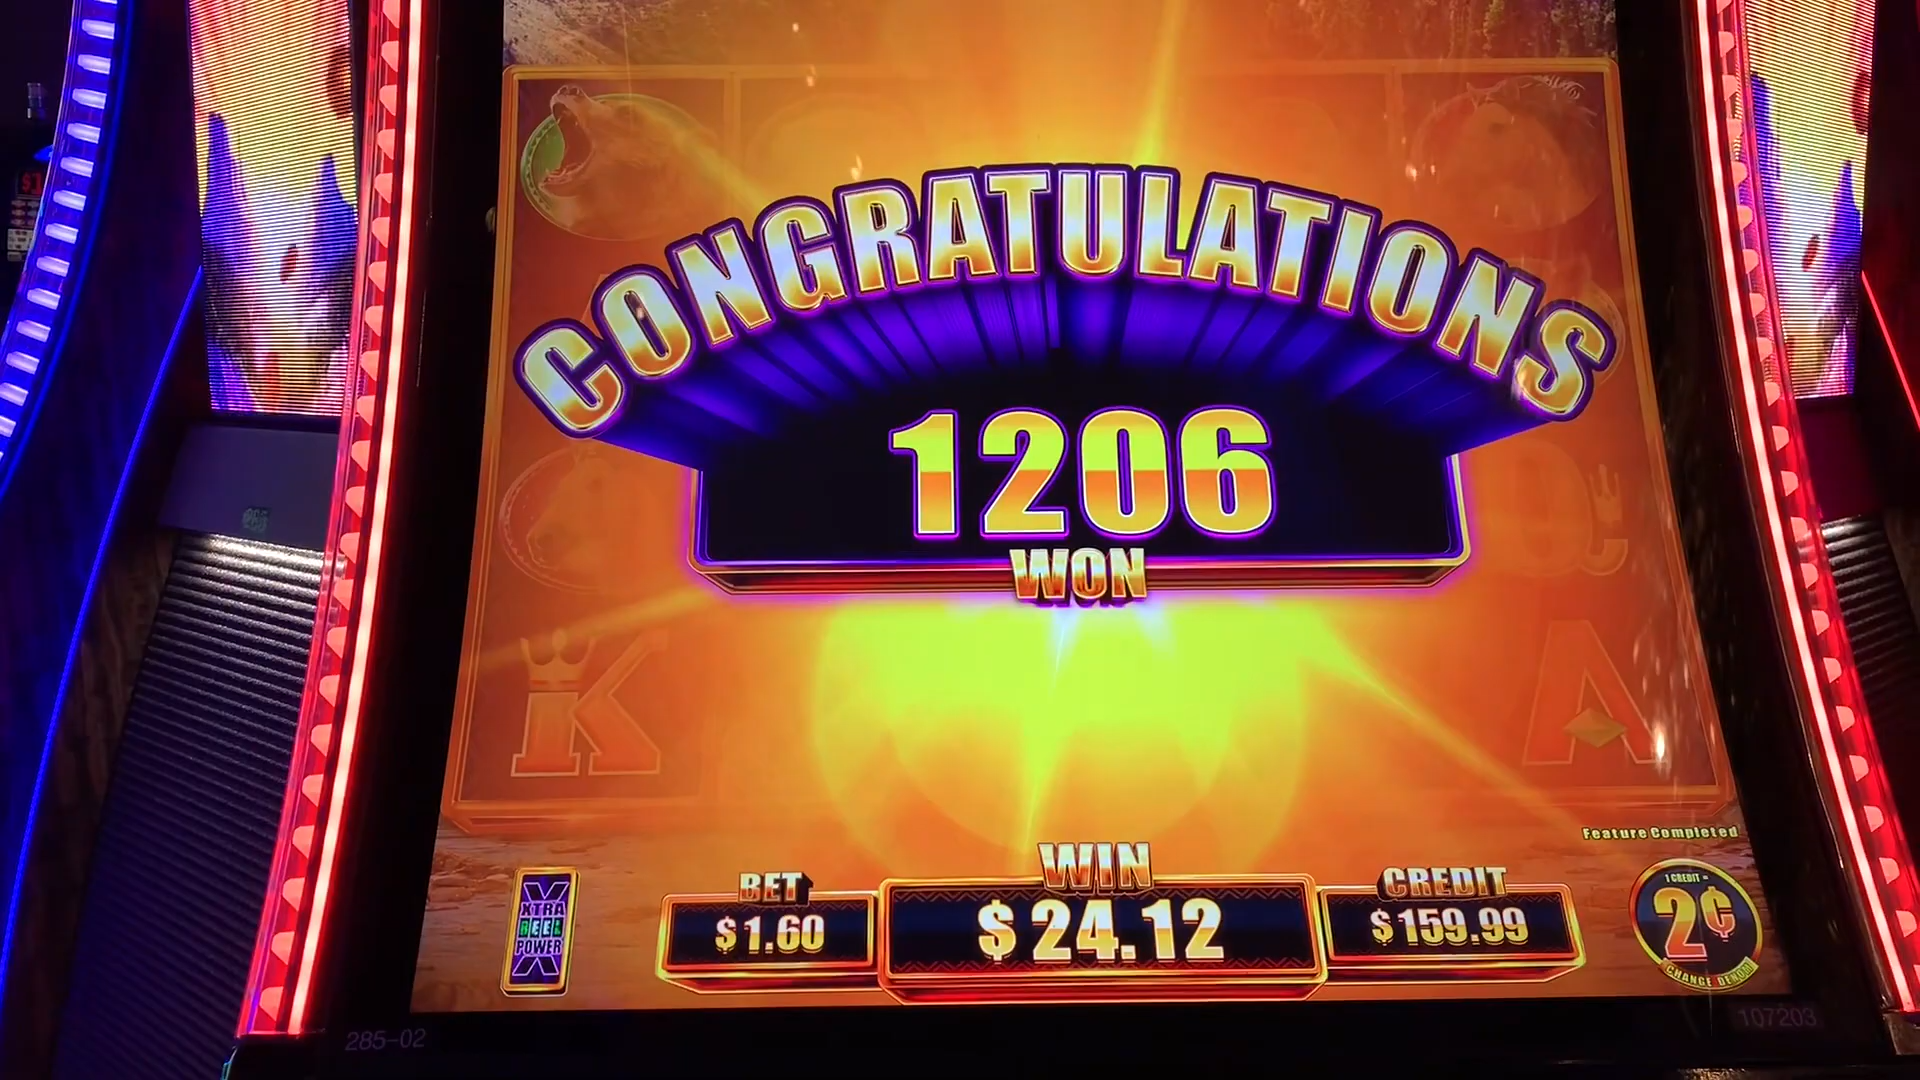 $1
CONGRATULATIONS
1206
WON
K
A
Feature Completed
XTRA
REEL
POWER
BET
$1.60
WIN
$24.12
CREDIT
$159.99
1 CREDIT =
2¢
CHANGE DENOM
285-02
107203